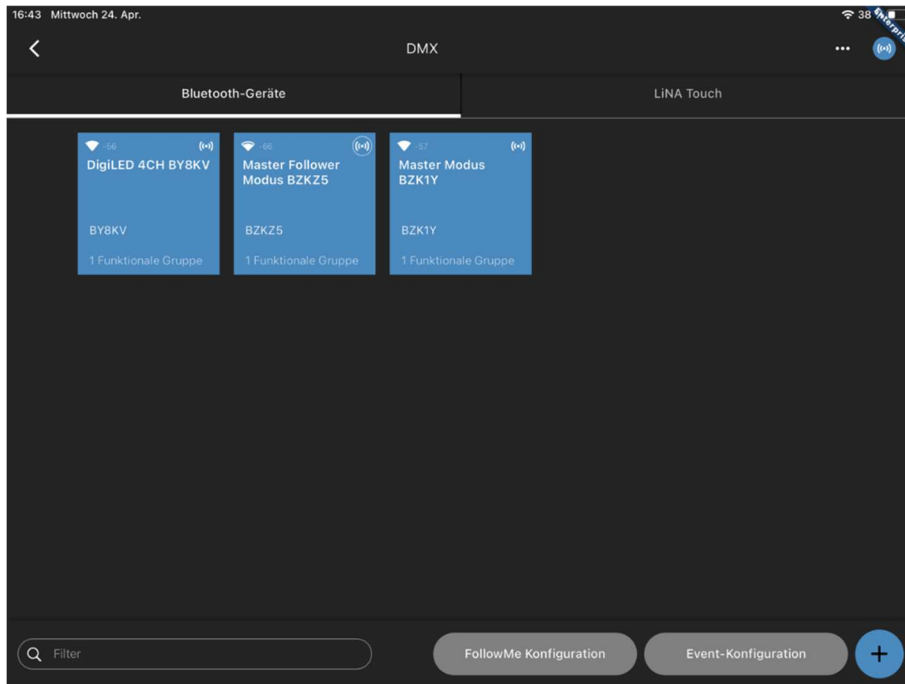 16:43 Mittwoch 24. Apr.
38
Enterpris
DMX
Bluetooth-Geräte
LiNA Touch
-56
DigiLED 4CH BY8KV
BY8KV
1 Funktionale Gruppe
-66
Master Follower
Modus BZKZ5
BZKZ5
1 Funktionale Gruppe
-57
Master Modus
BZK1Y
BZK1Y
1 Funktionale Gruppe
Filter
FollowMe Konfiguration
Event-Konfiguration